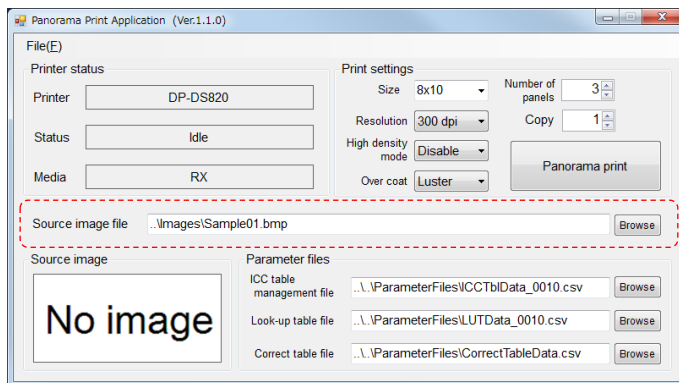 Panorama Print Application  (Ver.1.1.0)
File(F)
Printer status
Printer DP-DS820
Status Idle
Media RX
Print settings
Size 8x10
Resolution 300 dpi
High density
mode Disable
Over coat Luster
Number of
panels 3
Copy 1
Panorama print
Source image file ..\Images\Sample01.bmp Browse
Source image
No image
Parameter files
ICC table
management file ..\..\ParameterFiles\ICCTblData_0010.csv Browse
Look-up table file ..\..\ParameterFiles\LUTData_0010.csv Browse
Correct table file ..\..\ParameterFiles\CorrectTableData.csv Browse